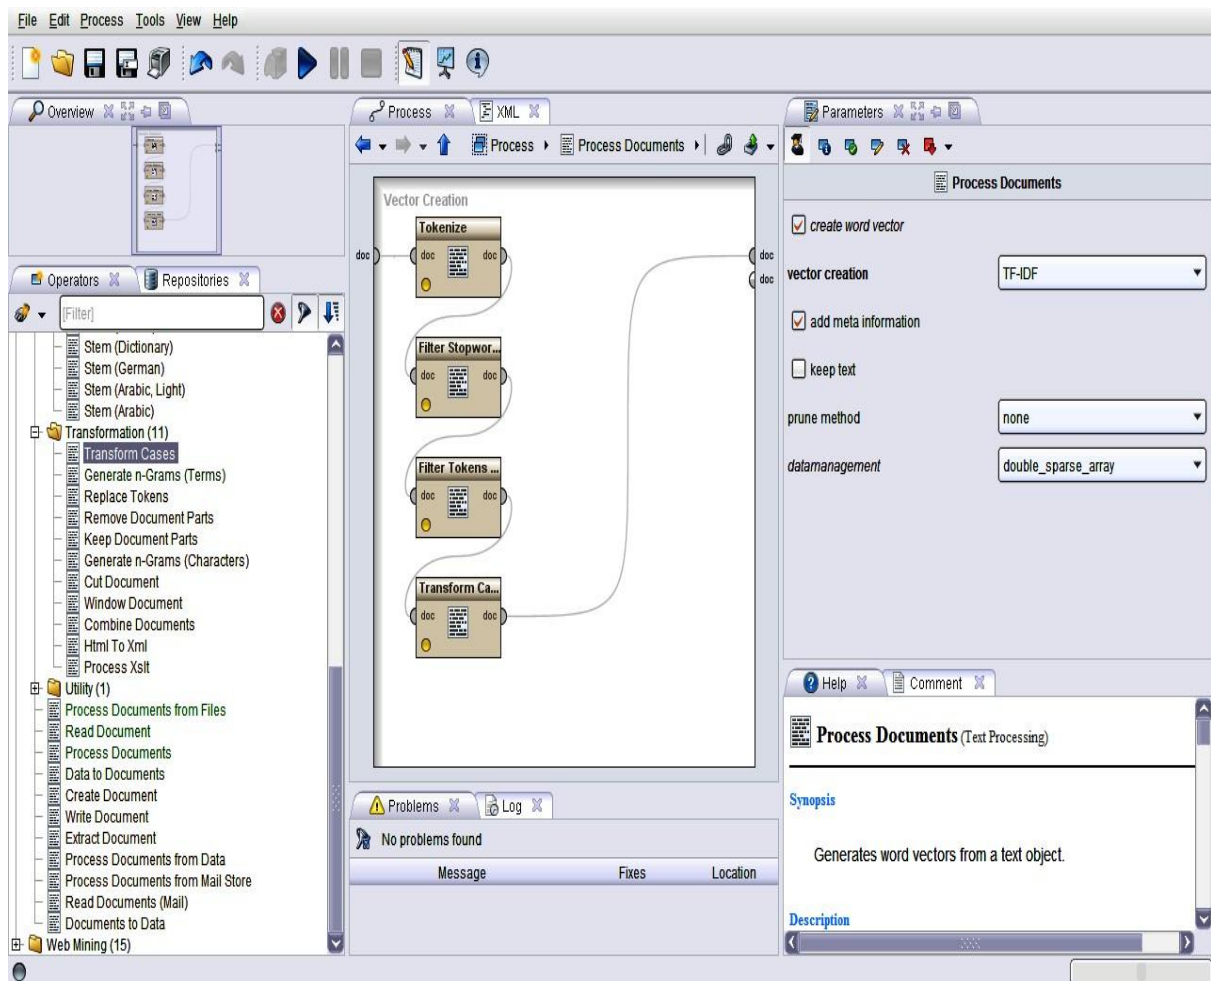 File Edit Process Tools View Help
Overview
Operators Repositories
[Filter]
Stem (Dictionary)
Stem (German)
Stem (Arabic, Light)
Stem (Arabic)
Transformation (11)
Transform Cases
Generate n-Grams (Terms)
Replace Tokens
Remove Document Parts
Keep Document Parts
Generate n-Grams (Characters)
Cut Document
Window Document
Combine Documents
Html To Xml
Process Xslt
Utility (1)
Process Documents from Files
Read Document
Process Documents
Data to Documents
Create Document
Write Document
Extract Document
Process Documents from Data
Process Documents from Mail Store
Read Documents (Mail)
Documents to Data
Web Mining (15)
Process XML
Process Process Documents
Vector Creation
Tokenize
doc doc doc doc
doc
Filter Stopwor...
doc doc
Filter Tokens ...
doc doc
Transform Ca...
doc doc
Problems Log
No problems found
Message Fixes Location
Parameters
Process Documents
create word vector
vector creation TF-IDF
add meta information
keep text
prune method none
datamanagement double_sparse_array
Help Comment
Process Documents (Text Processing)
Synopsis
Generates word vectors from a text object.
Description